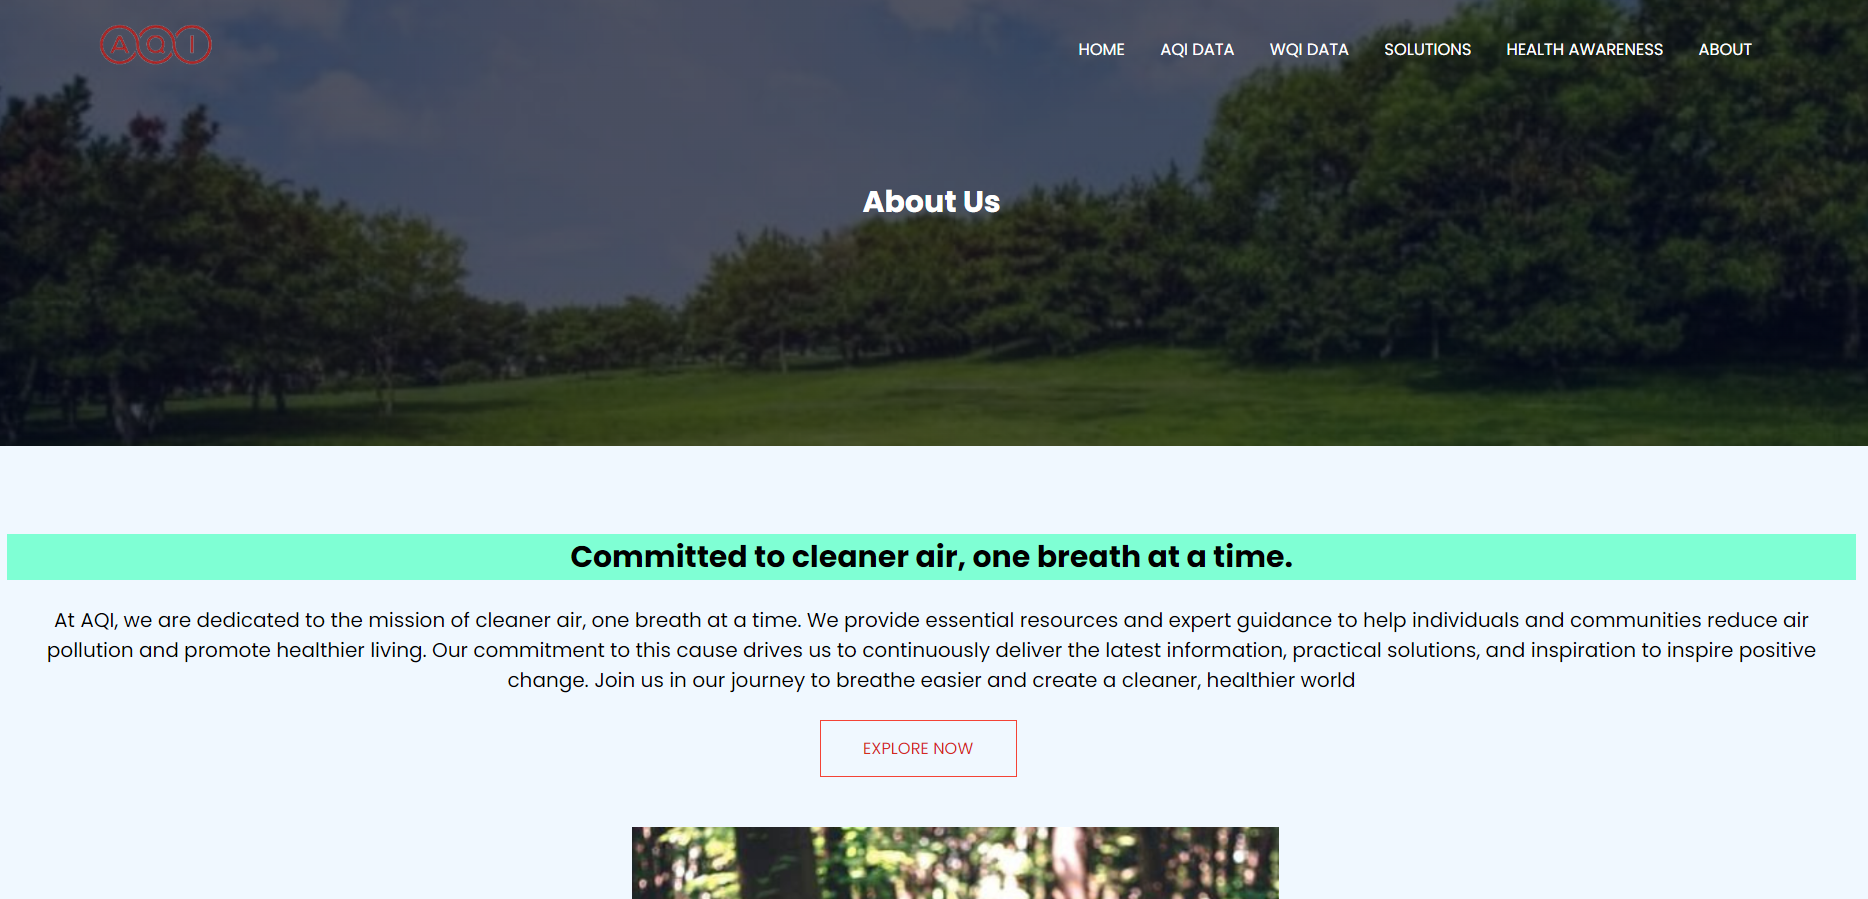 AQI
HOME AQI DATA WQI DATA SOLUTIONS HEALTH AWARENESS ABOUT
About Us
Committed to cleaner air, one breath at a time.
At AQI, we are dedicated to the mission of cleaner air, one breath at a time. We provide essential resources and expert guidance to help individuals and communities reduce air
pollution and promote healthier living. Our commitment to this cause drives us to continuously deliver the latest information, practical solutions, and inspiration to inspire positive
change. Join us in our journey to breathe easier and create a cleaner, healthier world
EXPLORE NOW